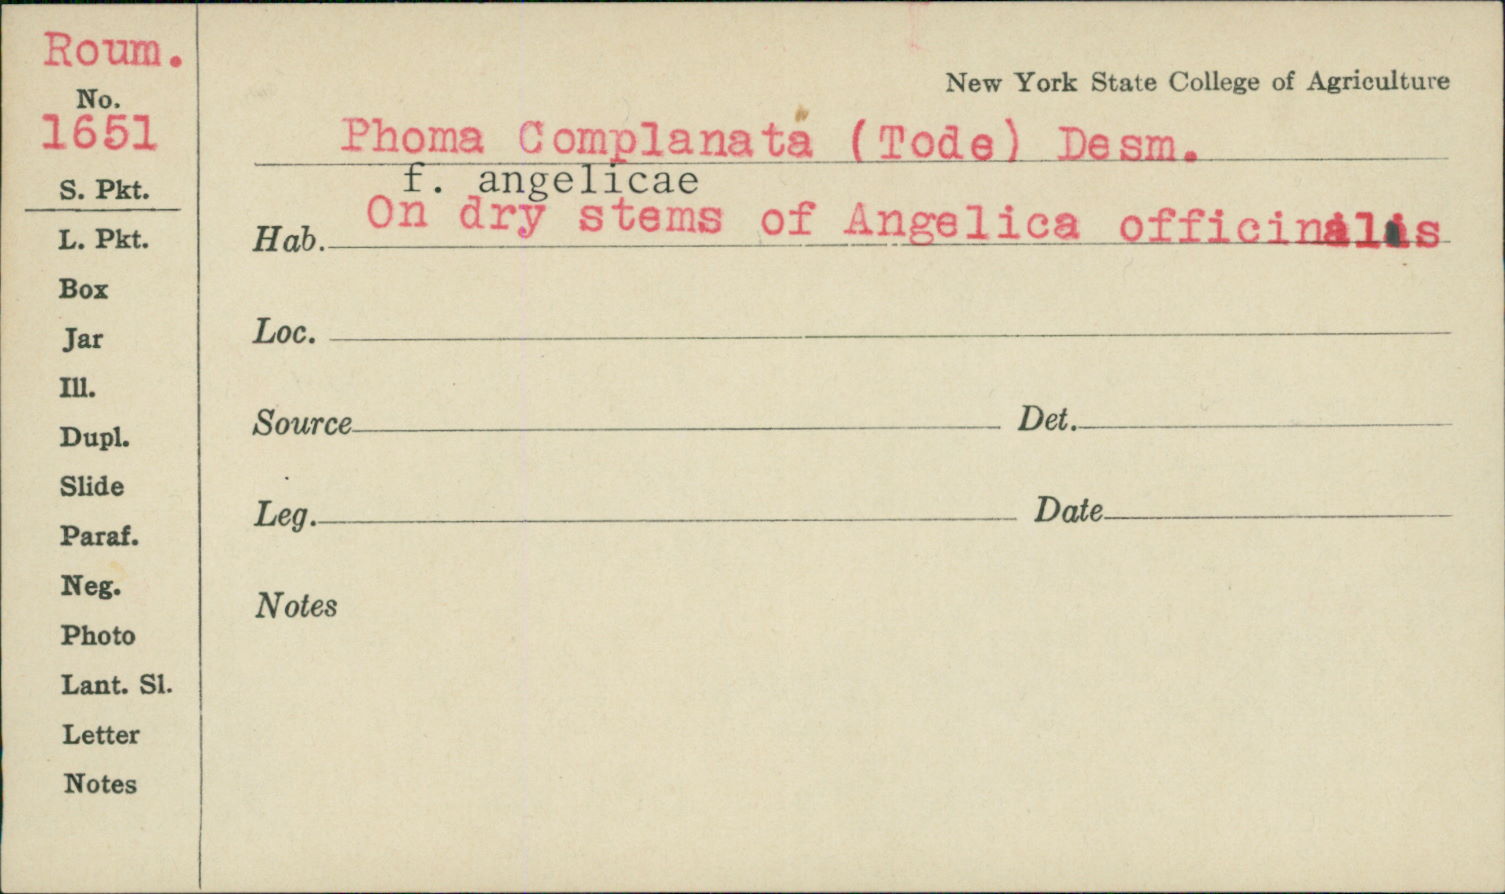 Roum.
No.
1651
S. Pkt.
L. Pkt.
Box
Jar
Ill.
Dupl.
Slide
Paraf.
Neg.
Photo
Lant. Sl.
Letter
Notes
New York State College of Agriculture
Phoma Complanata (Tode) Desm.
f. angelicae
Hab. On dry stems of Angelica officinalis
Loc.
Source Det.
Leg. Date
Notes